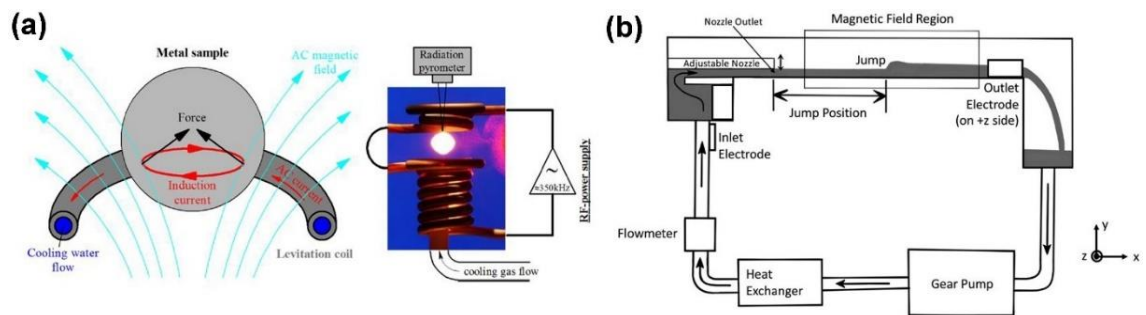 (a)
Metal sample
AC magnetic
field
Force
Induction
current
AC current
Cooling water
flow
Levitation coil
Radiation
pyrometer
~
≈350kHz
RF-power supply
cooling gas flow
(b)
Nozzle Outlet
Magnetic Field Region
Adjustable Nozzle
Jump
Jump Position
Outlet
Electrode
(on +z side)
Inlet
Electrode
Flowmeter
Heat
Exchanger
Gear Pump
y
z
x